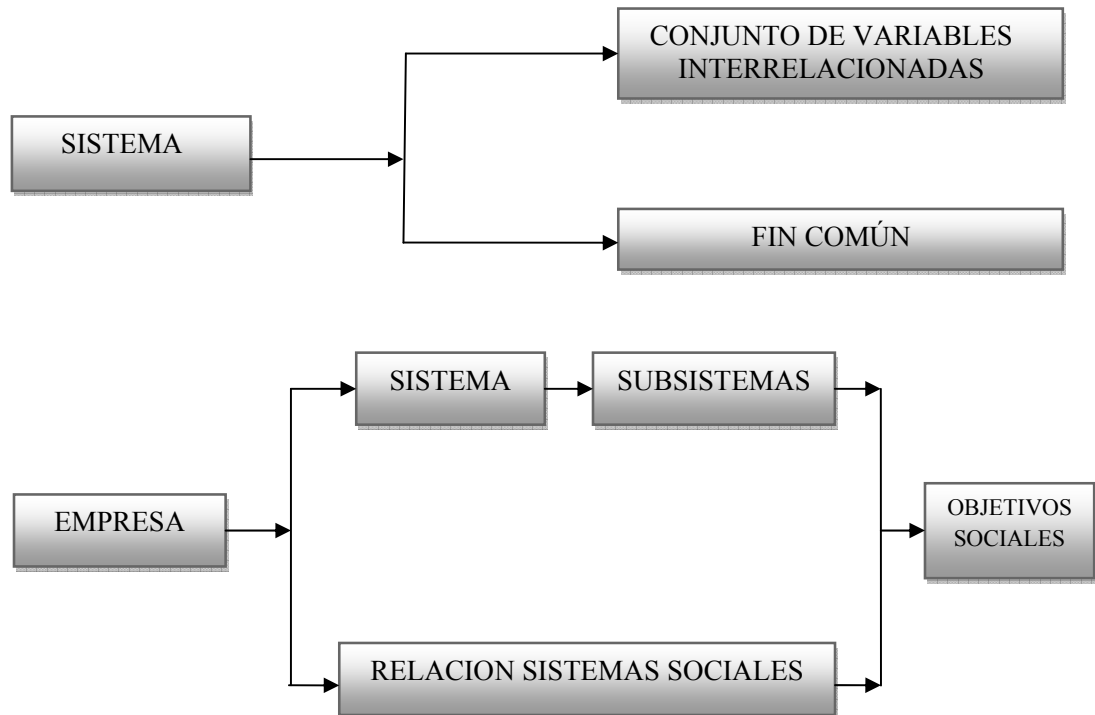 CONJUNTO DE VARIABLES
INTERRELACIONADAS
SISTEMA
FIN COMÚN
SISTEMA
SUBSISTEMAS
EMPRESA
OBJETIVOS
SOCIALES
RELACION SISTEMAS SOCIALES